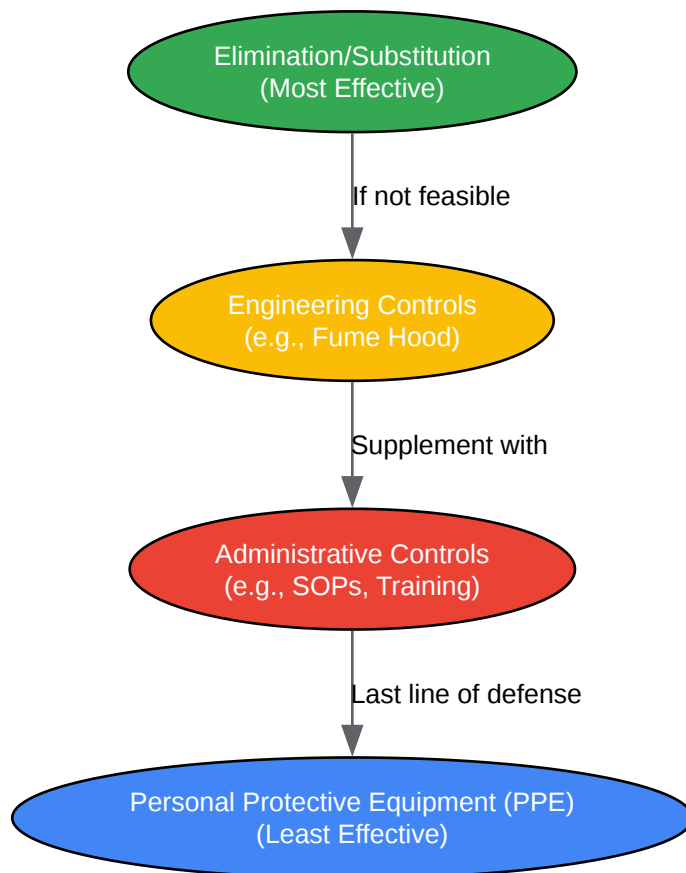 Elimination/Substitution
(Most Effective)
If not feasible
Engineering Controls
(e.g., Fume Hood)
Supplement with
Administrative Controls
(e.g., SOPs, Training)
Last line of defense
Personal Protective Equipment (PPE)
(Least Effective)